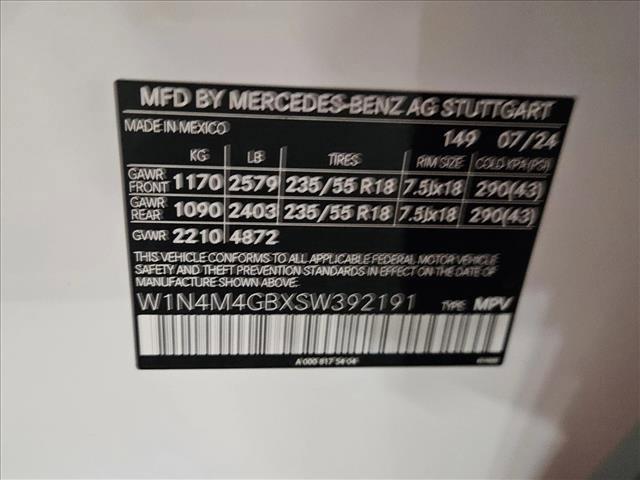 MFD BY MERCEDES-BENZ AG STUTTGART
MADE IN MEXICO 149 07/24
KG LB TIRES RIM SIZE COLD KPA(PSI)
GAWR FRONT 1170 2579 235/55 R18 7.5Jx18 290(43)
GAWR REAR 1090 2403 235/55 R18 7.5Jx18 290(43)
GVWR 2210 4872
THIS VEHICLE CONFORMS TO ALL APPLICABLE FEDERAL MOTOR VEHICLE
SAFETY AND THEFT PREVENTION STANDARDS IN EFFECT ON THE DATE OF
MANUFACTURE SHOWN ABOVE.
W1N4M4GBXSW392191 TYPE: MPV
A 000 817 54 04